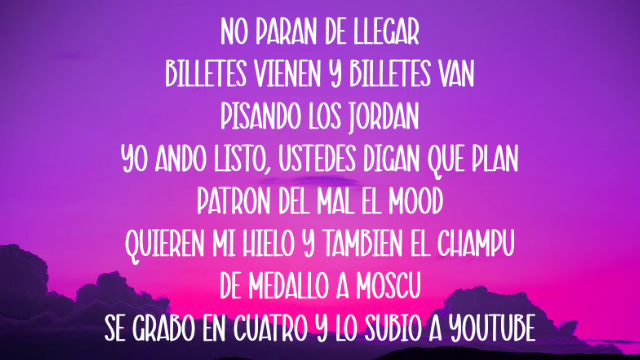 NO PARAN DE LLEGAR
BILLETES VIENEN Y BILLETES VAN
PISANDO LOS JORDAN
YO ANDO LISTO, USTEDES DIGAN QUE PLAN
PATRON DEL MAL EL MOOD
QUIEREN MI HIELO Y TAMBIEN EL CHAMPU
DE MEDALLO A MOSCU
SE GRABO EN CUATRO Y LO SUBIO A YOUTUBE